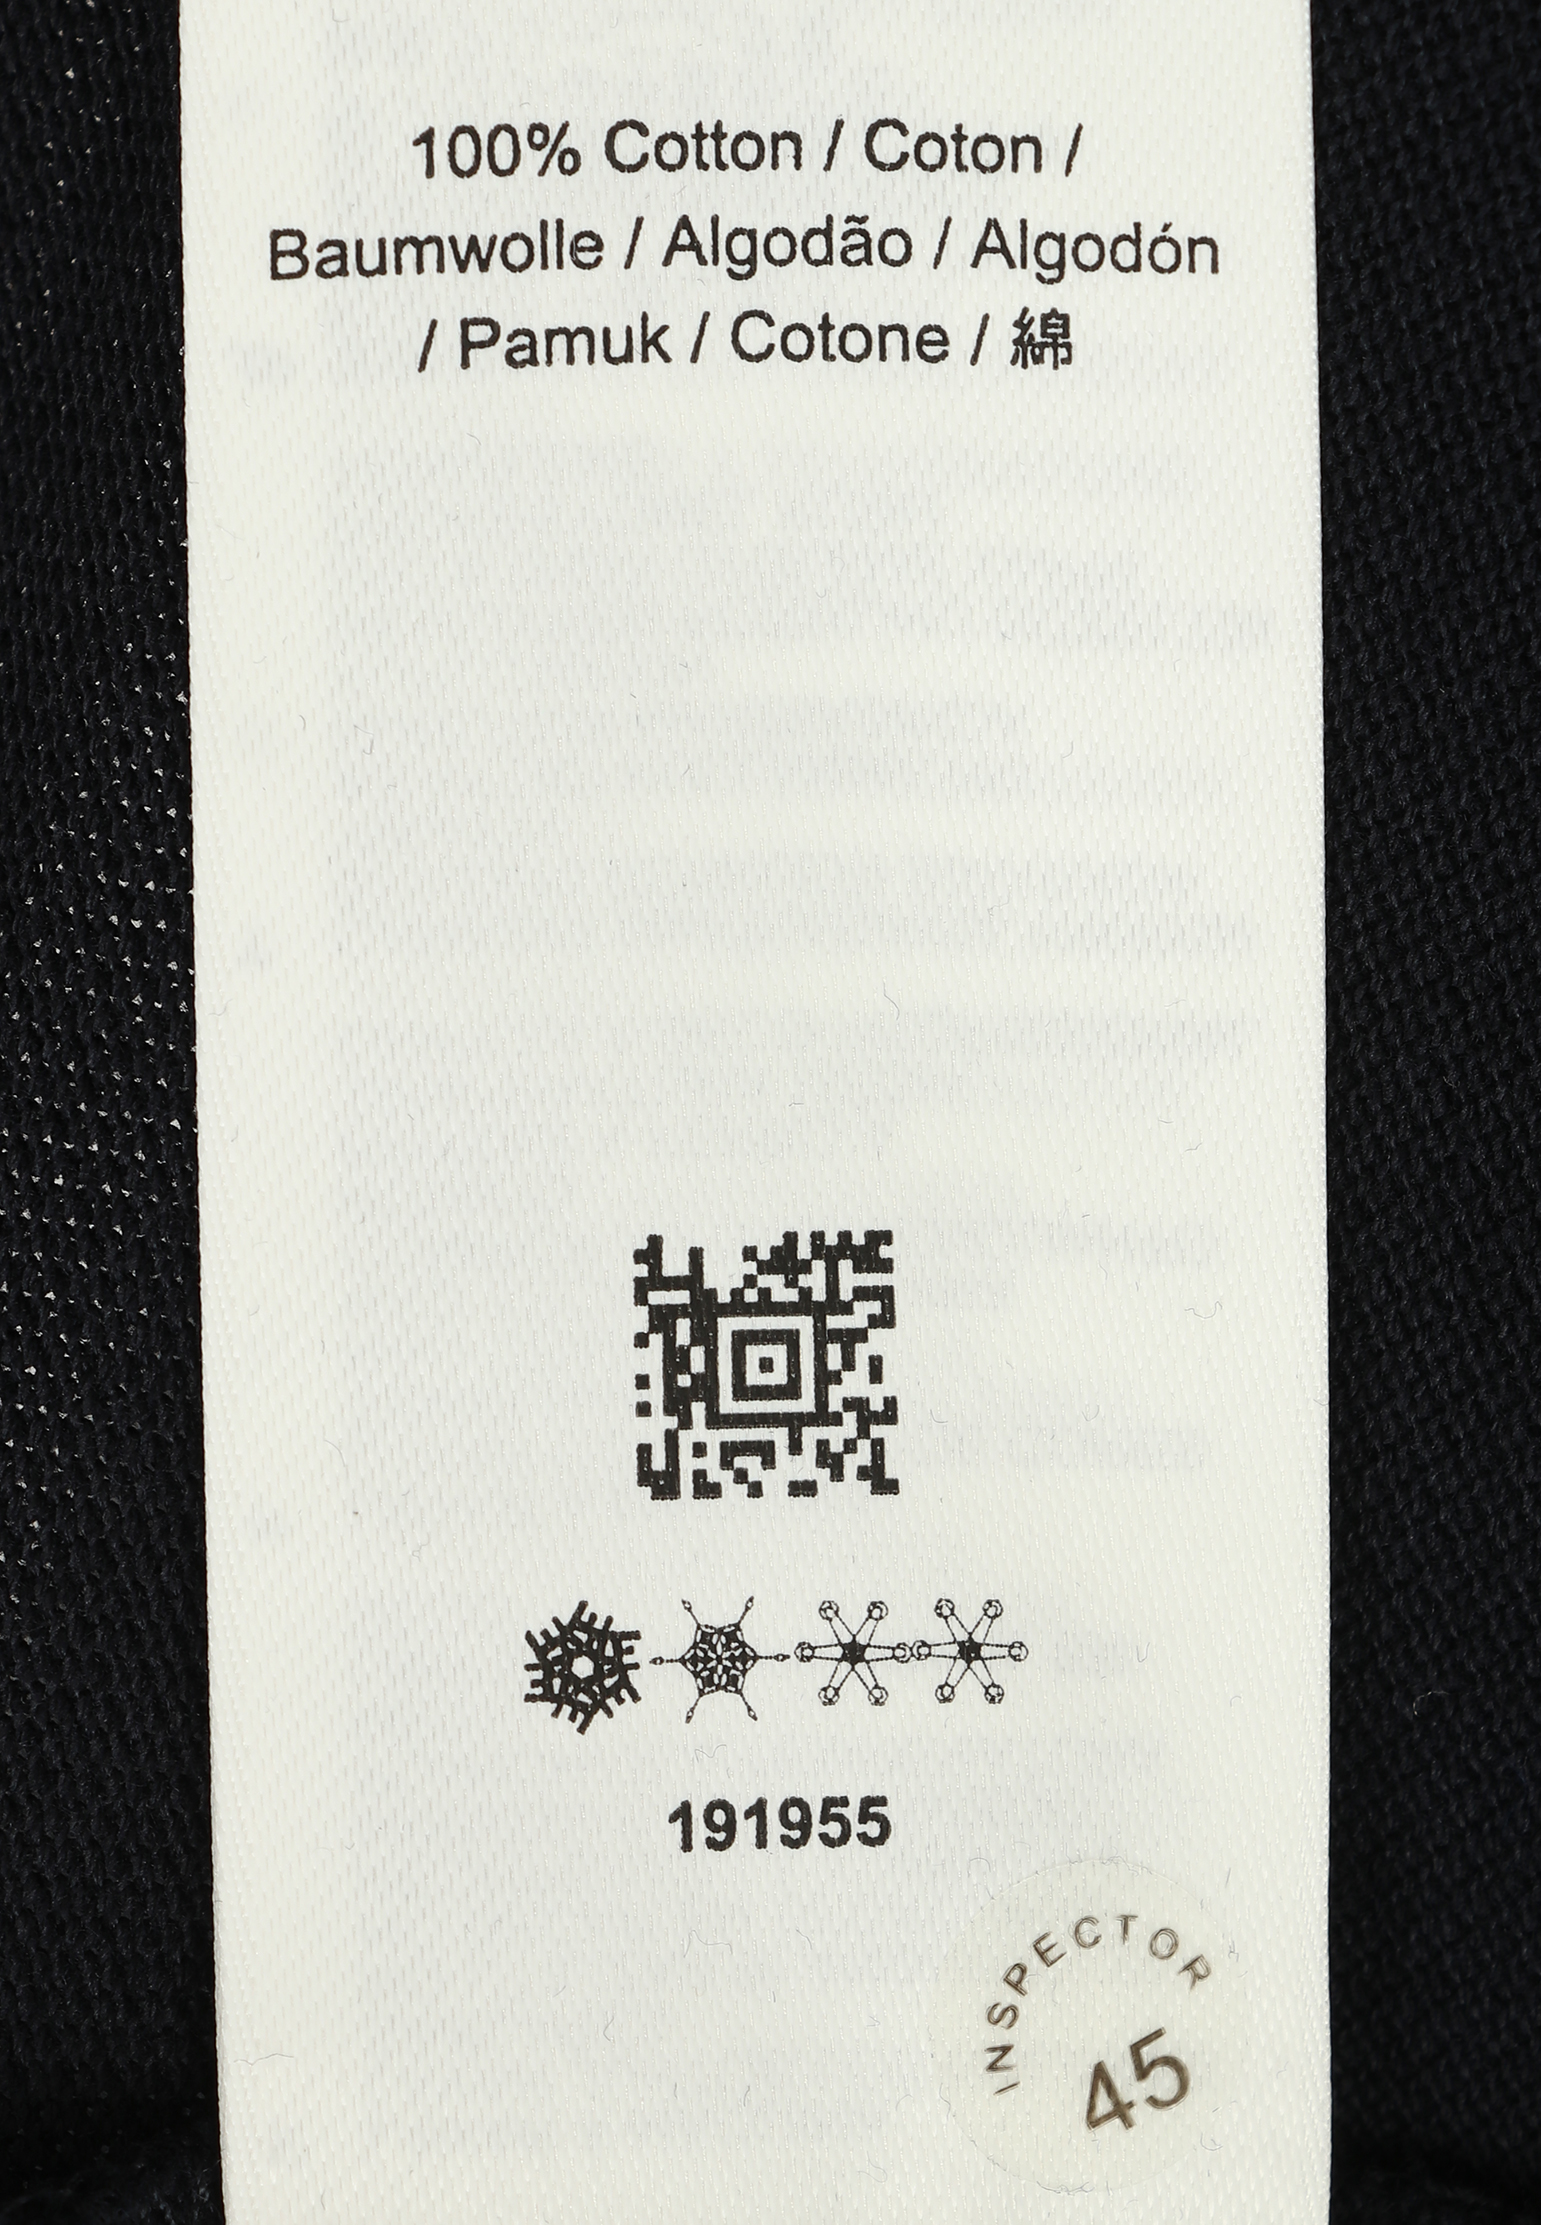 100% Cotton / Coton /
Baumwolle / Algodão / Algodón
/ Pamuk / Cotone / 綿
191955
INSPECTOR
45